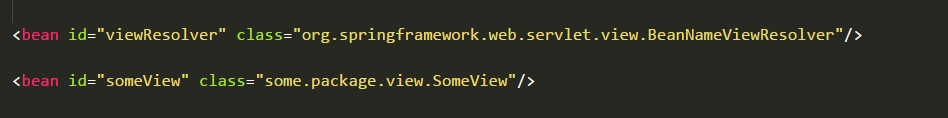 <bean id="viewResolver" class="org.springframework.web.servlet.view.BeanNameViewResolver"/>
<bean id="someView" class="some.package.view.SomeView"/>